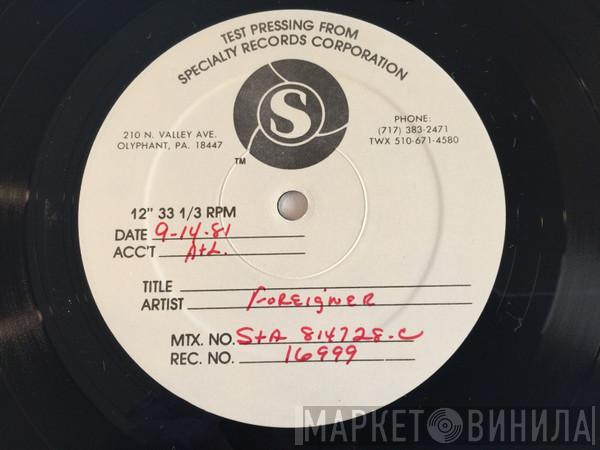 TEST PRESSING FROM
SPECIALTY RECORDS CORPORATION
S
TM
210 N. VALLEY AVE.
OLYPHANT, PA. 18447
PHONE:
(717) 383-2471
TWX 510-671-4580
12" 33 1/3 RPM
DATE 9-14-81
ACC'T Atl.
TITLE
ARTIST Foreigner
MTX. NO. StA 814728-C
REC. NO. 16999
МАРКЕТ ВИНИЛА